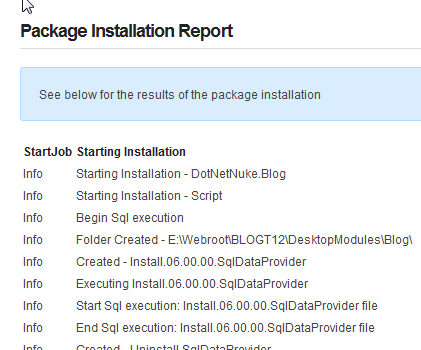 Package Installation Report
See below for the results of the package installation
StartJob Starting Installation
Info Starting Installation - DotNetNuke.Blog
Info Starting Installation - Script
Info Begin Sql execution
Info Folder Created - E:\Webroot\BLOGT12\DesktopModules\Blog\
Info Created - Install.06.00.00.SqlDataProvider
Info Executing Install.06.00.00.SqlDataProvider
Info Start Sql execution: Install.06.00.00.SqlDataProvider file
Info End Sql execution: Install.06.00.00.SqlDataProvider file
Info Created - Uninstall.SqlDataProvider